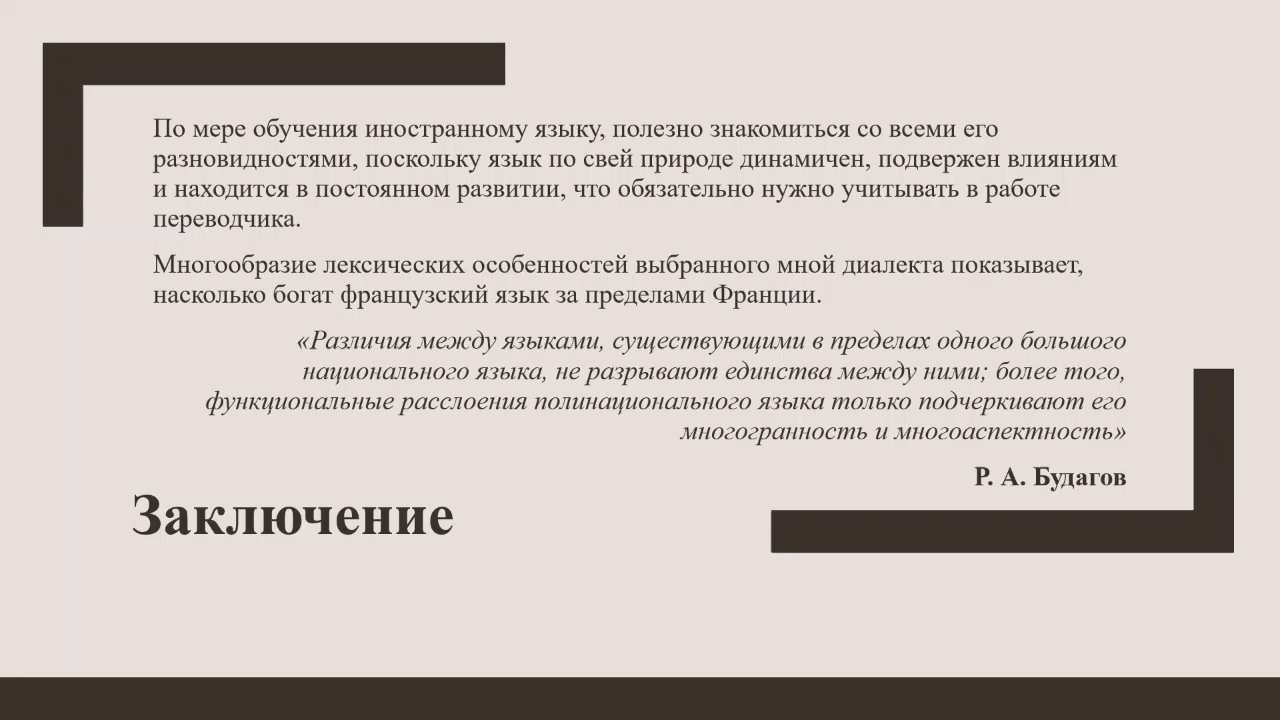 По мере обучения иностранному языку, полезно знакомиться со всеми его
разновидностями, поскольку язык по свей природе динамичен, подвержен влияниям
и находится в постоянном развитии, что обязательно нужно учитывать в работе
переводчика.
Многообразие лексических особенностей выбранного мной диалекта показывает,
насколько богат французский язык за пределами Франции.
«Различия между языками, существующими в пределах одного большого
национального языка, не разрывают единства между ними; более того,
функциональные расслоения полинационального языка только подчеркивают его
многогранность и многоаспектность»
Р. А. Будагов
Заключение